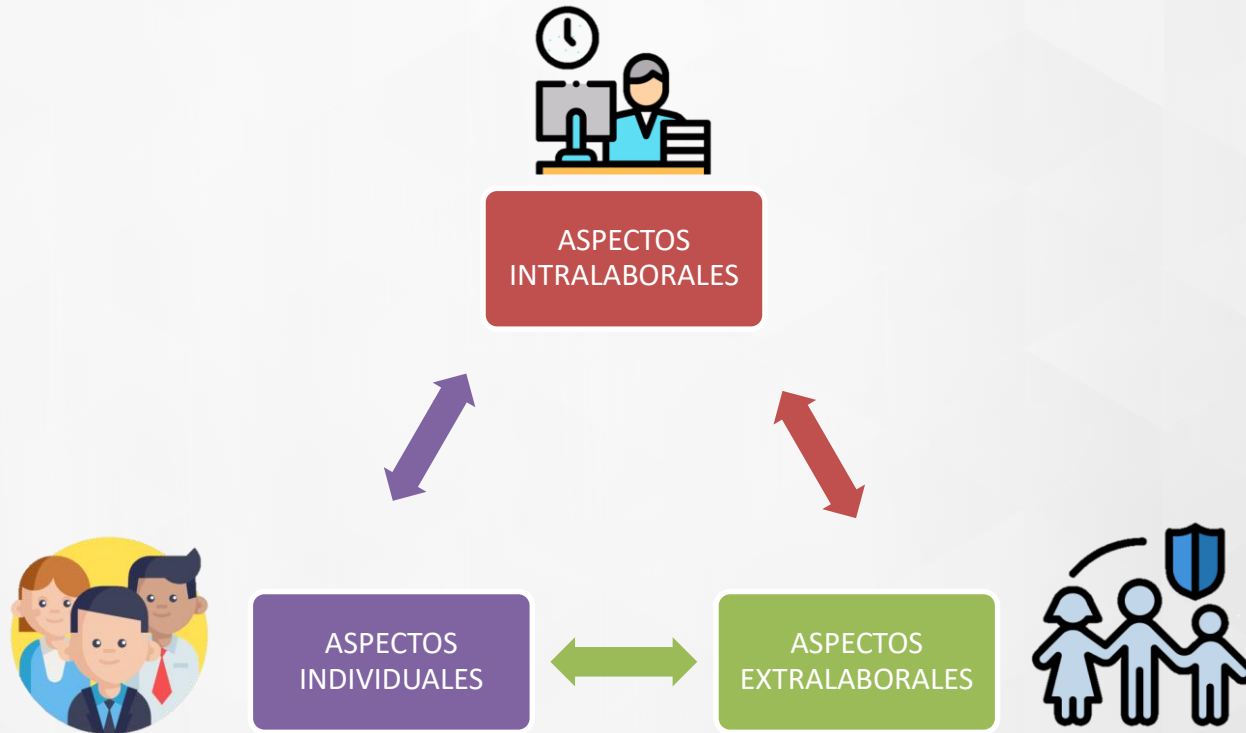 ASPECTOS
INTRALABORALES
ASPECTOS
INDIVIDUALES
ASPECTOS
EXTRALABORALES